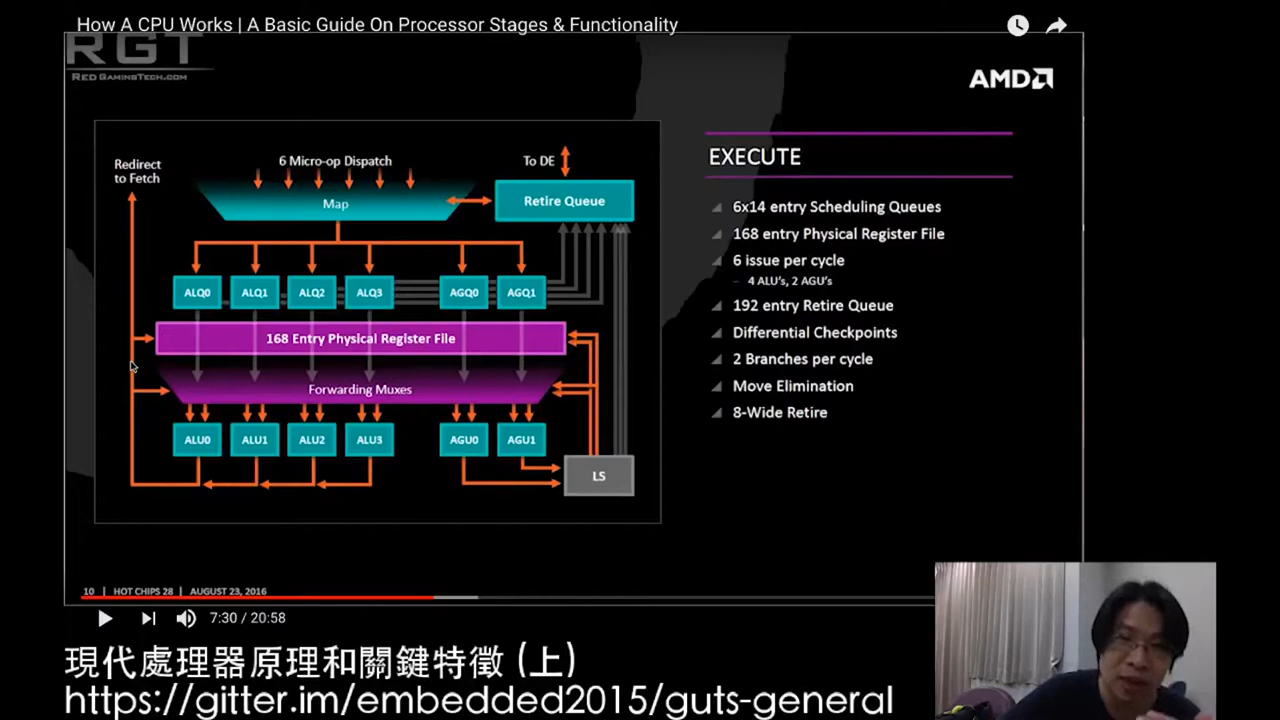 How A CPU Works | A Basic Guide On Processor Stages & Functionality
RGT
RED GAMINGTECH.COM
AMD
Redirect
to Fetch
6 Micro-op Dispatch
To DE
Map
Retire Queue
ALQ0
ALQ1
ALQ2
ALQ3
AGQ0
AGQ1
168 Entry Physical Register File
Forwarding Muxes
ALU0
ALU1
ALU2
ALU3
AGU0
AGU1
LS
EXECUTE
6x14 entry Scheduling Queues
168 entry Physical Register File
6 issue per cycle
– 4 ALU's, 2 AGU's
192 entry Retire Queue
Differential Checkpoints
2 Branches per cycle
Move Elimination
8-Wide Retire
10 | HOT CHIPS 28 | AUGUST 23, 2016
7:30 / 20:58
現代處理器原理和關鍵特徵 (上)
https://gitter.im/embedded2015/guts-general